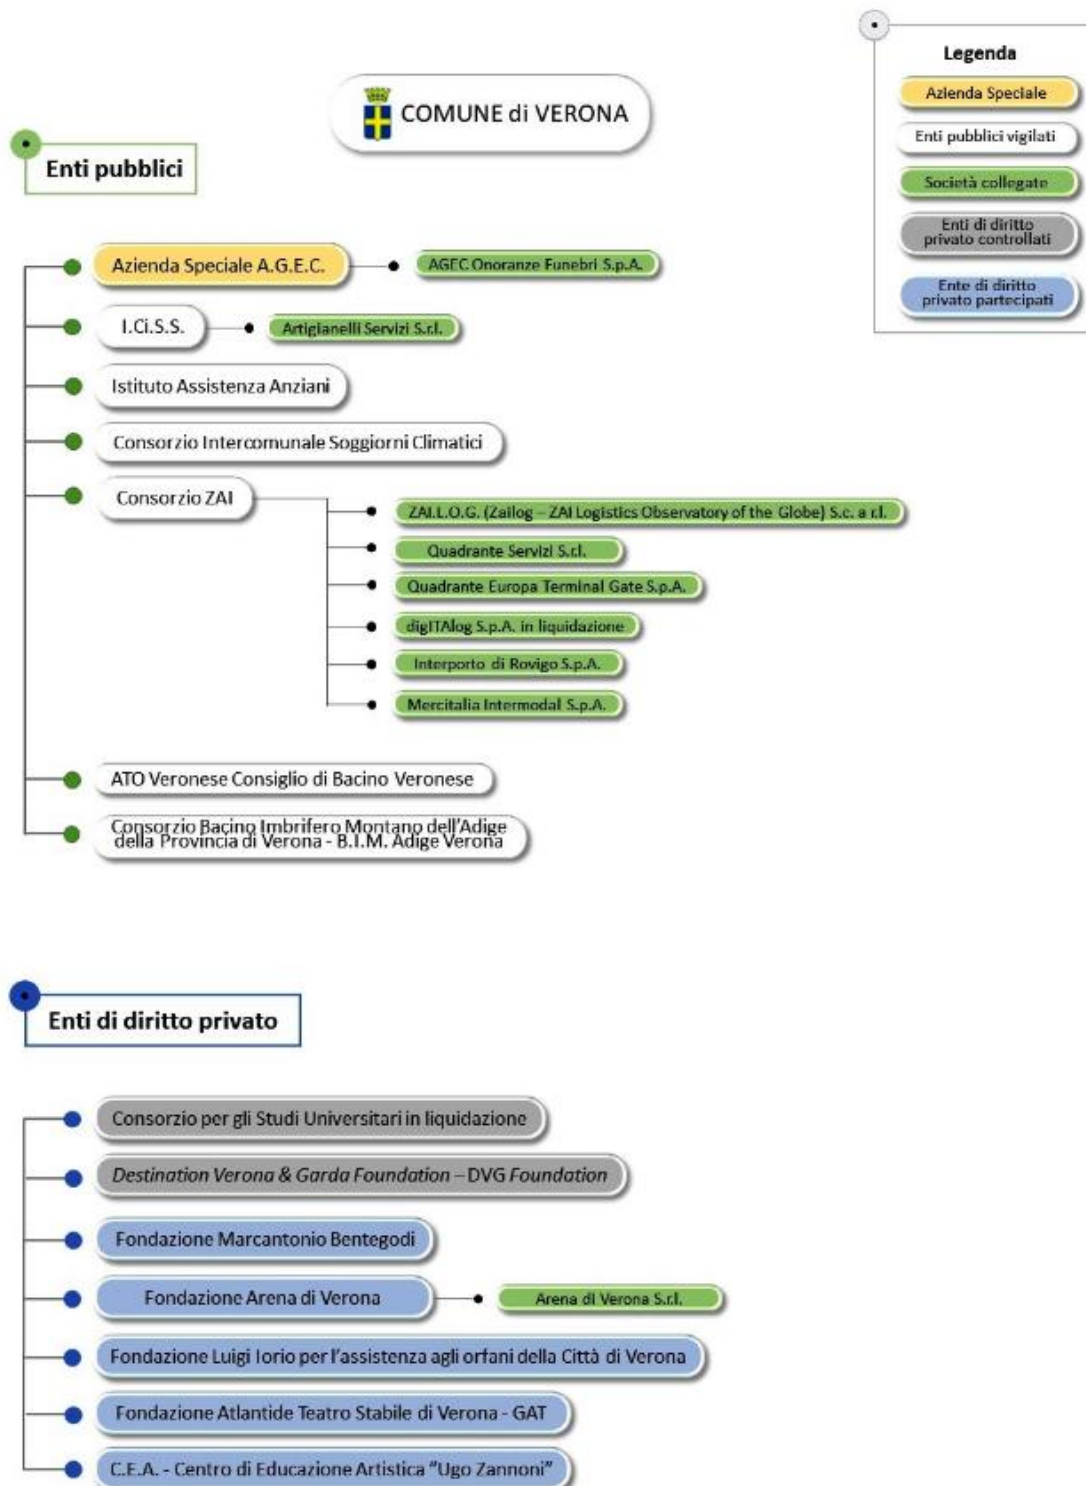 Legenda
Azienda Speciale
Enti pubblici vigilati
Società collegate
Enti di diritto
privato controllati
Ente di diritto
privato partecipati
COMUNE di VERONA
Enti pubblici
Azienda Speciale A.G.E.C.
AGEC Onoranze Funebri S.p.A.
I.Ci.S.S.
Artigianelli Servizi S.r.l.
Istituto Assistenza Anziani
Consorzio Intercomunale Soggiorni Climatici
Consorzio ZAI
ZAI.L.O.G. (Zailog – ZAI Logistics Observatory of the Globe) S.c. a r.l.
Quadrante Servizi S.r.l.
Quadrante Europa Terminal Gate S.p.A.
digITAlog S.p.A. in liquidazione
Interporto di Rovigo S.p.A.
Mercitalia Intermodal S.p.A.
ATO Veronese Consiglio di Bacino Veronese
Consorzio Bacino Imbrifero Montano dell'Adige
della Provincia di Verona - B.I.M. Adige Verona
Enti di diritto privato
Consorzio per gli Studi Universitari in liquidazione
Destination Verona & Garda Foundation – DVG Foundation
Fondazione Marcantonio Bentegodi
Fondazione Arena di Verona
Arena di Verona S.r.l.
Fondazione Luigi Iorio per l'assistenza agli orfani della Città di Verona
Fondazione Atlantide Teatro Stabile di Verona - GAT
C.E.A. - Centro di Educazione Artistica "Ugo Zannoni"